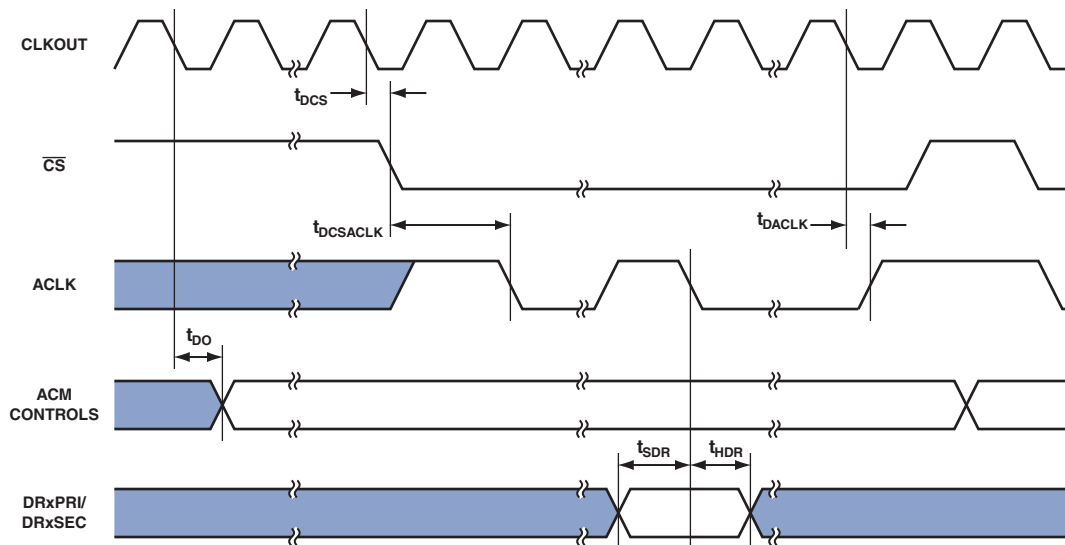 CLKOUT
tDCS
CS
tDCSACLK
tDACLK
ACLK
tDO
ACM
CONTROLS
tSDR
tHDR
DRxPRI/
DRxSEC